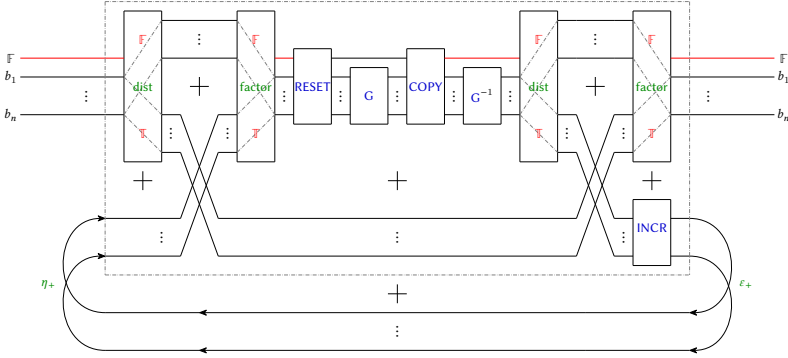 𝔽 𝔽 ⋮ 𝔽 𝔽 ⋮ 𝔽 𝔽
b₁ dist + factor RESET ⋮ G ⋮ COPY ⋮ G⁻¹ ⋮ dist + factor b₁
⋮ ⋮
bₙ 𝕋 ⋮ ⋮ 𝕋 𝕋 ⋮ ⋮ 𝕋 bₙ
+ + +
⋮ ⋮ ⋮ INCR
η₊ + ε₊
⋮